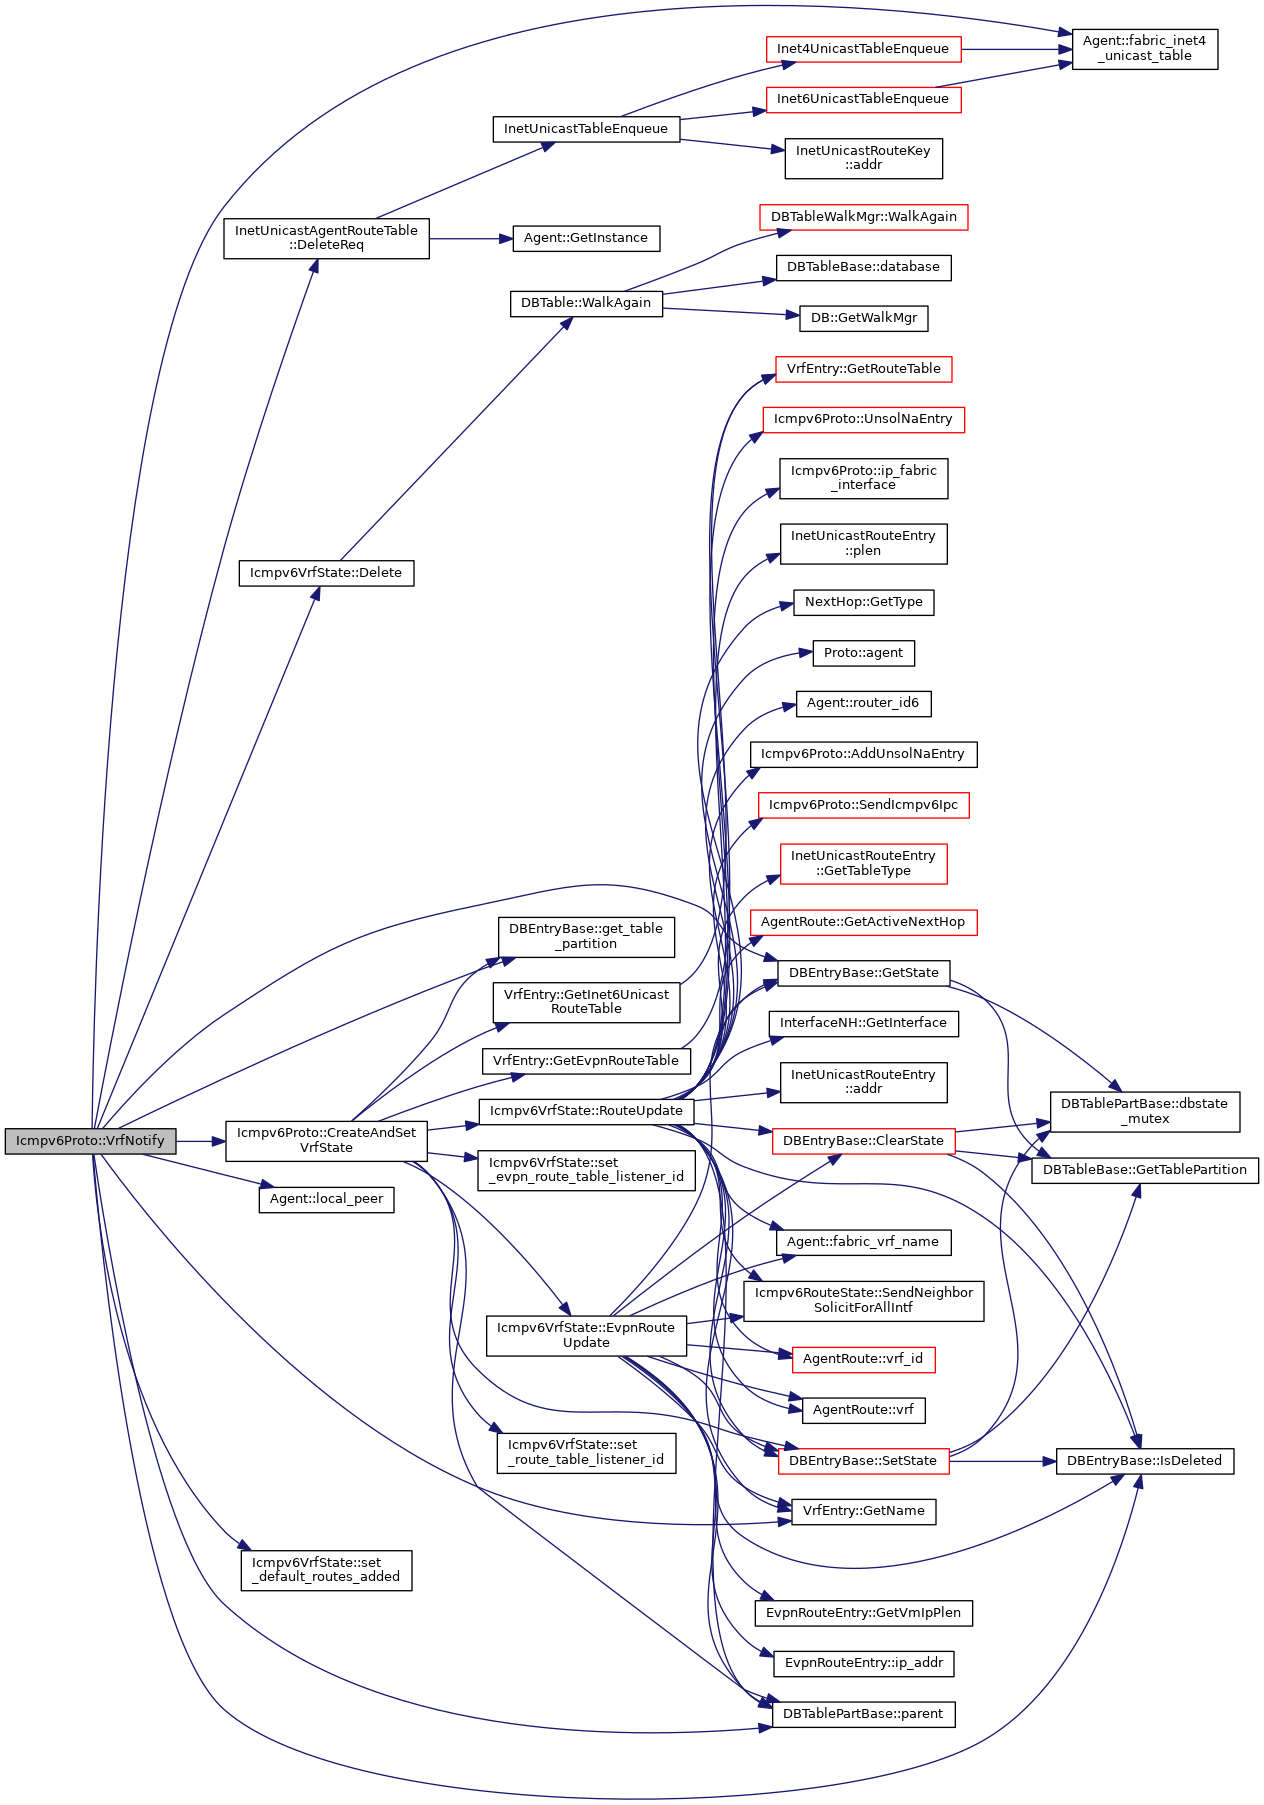 Agent::fabric_inet4
_unicast_table
Inet4UnicastTableEnqueue
Inet6UnicastTableEnqueue
InetUnicastTableEnqueue
InetUnicastRouteKey
::addr
InetUnicastAgentRouteTable
::DeleteReq
Agent::GetInstance
DBTableWalkMgr::WalkAgain
DBTableBase::database
DBTable::WalkAgain
DB::GetWalkMgr
VrfEntry::GetRouteTable
Icmpv6Proto::UnsolNaEntry
Icmpv6Proto::ip_fabric
_interface
InetUnicastRouteEntry
::plen
Icmpv6VrfState::Delete
NextHop::GetType
Proto::agent
Agent::router_id6
Icmpv6Proto::AddUnsolNaEntry
Icmpv6Proto::SendIcmpv6Ipc
InetUnicastRouteEntry
::GetTableType
AgentRoute::GetActiveNextHop
DBEntryBase::get_table
_partition
DBEntryBase::GetState
VrfEntry::GetInet6Unicast
RouteTable
InterfaceNH::GetInterface
VrfEntry::GetEvpnRouteTable
InetUnicastRouteEntry
::addr
Icmpv6VrfState::RouteUpdate
DBTablePartBase::dbstate
_mutex
Icmpv6Proto::VrfNotify
Icmpv6Proto::CreateAndSet
VrfState
DBEntryBase::ClearState
Icmpv6VrfState::set
_evpn_route_table_listener_id
DBTableBase::GetTablePartition
Agent::local_peer
Agent::fabric_vrf_name
Icmpv6RouteState::SendNeighbor
SolicitForAllIntf
Icmpv6VrfState::EvpnRoute
Update
AgentRoute::vrf_id
AgentRoute::vrf
Icmpv6VrfState::set
_route_table_listener_id
DBEntryBase::SetState
DBEntryBase::IsDeleted
VrfEntry::GetName
Icmpv6VrfState::set
_default_routes_added
EvpnRouteEntry::GetVmIpPlen
EvpnRouteEntry::ip_addr
DBTablePartBase::parent